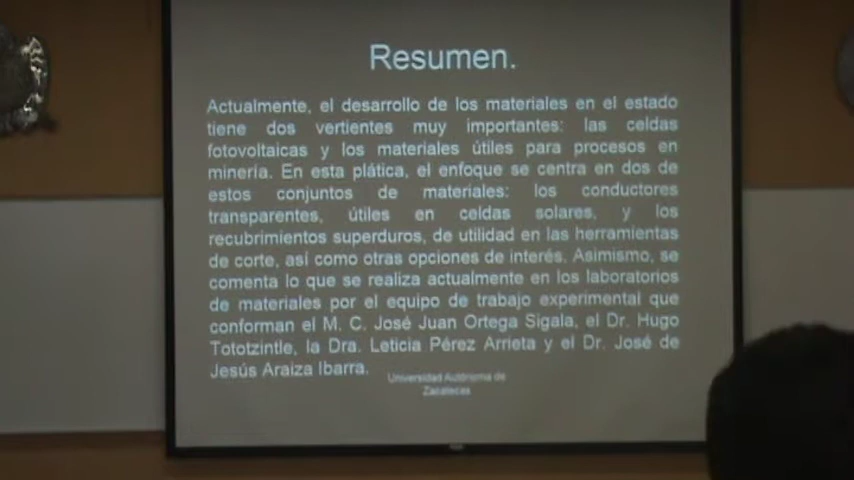 Resumen.
Actualmente, el desarrollo de los materiales en el estado
tiene dos vertientes muy importantes: las celdas
fotovoltaicas y los materiales útiles para procesos en
minería. En esta plática, el enfoque se centra en dos de
estos conjuntos de materiales: los conductores
transparentes, útiles en celdas solares, y los
recubrimientos superduros, de utilidad en las herramientas
de corte, así como otras opciones de interés. Asimismo, se
comenta lo que se realiza actualmente en los laboratorios
de materiales por el equipo de trabajo experimental que
conforman el M. C. José Juan Ortega Sigala, el Dr. Hugo
Tototzintle, la Dra. Leticia Pérez Arrieta y el Dr. José de
Jesús Araiza Ibarra.
Universidad Autónoma de
Zacatecas